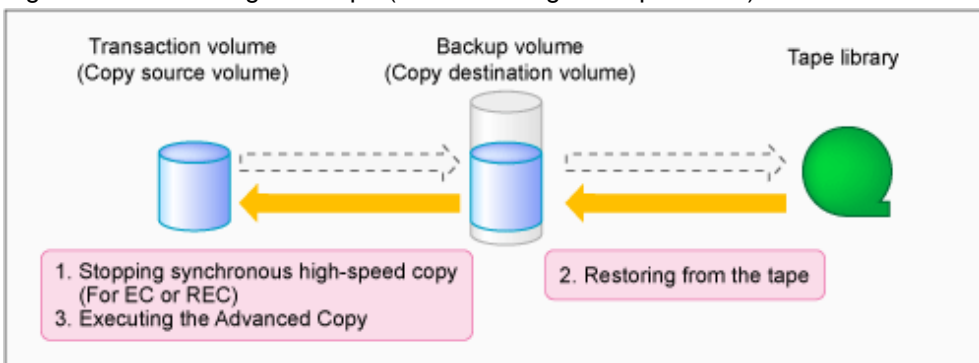 Transaction volume
(Copy source volume)
Backup volume
(Copy destination volume)
Tape library
1. Stopping synchronous high-speed copy
(For EC or REC)
3. Executing the Advanced Copy
2. Restoring from the tape